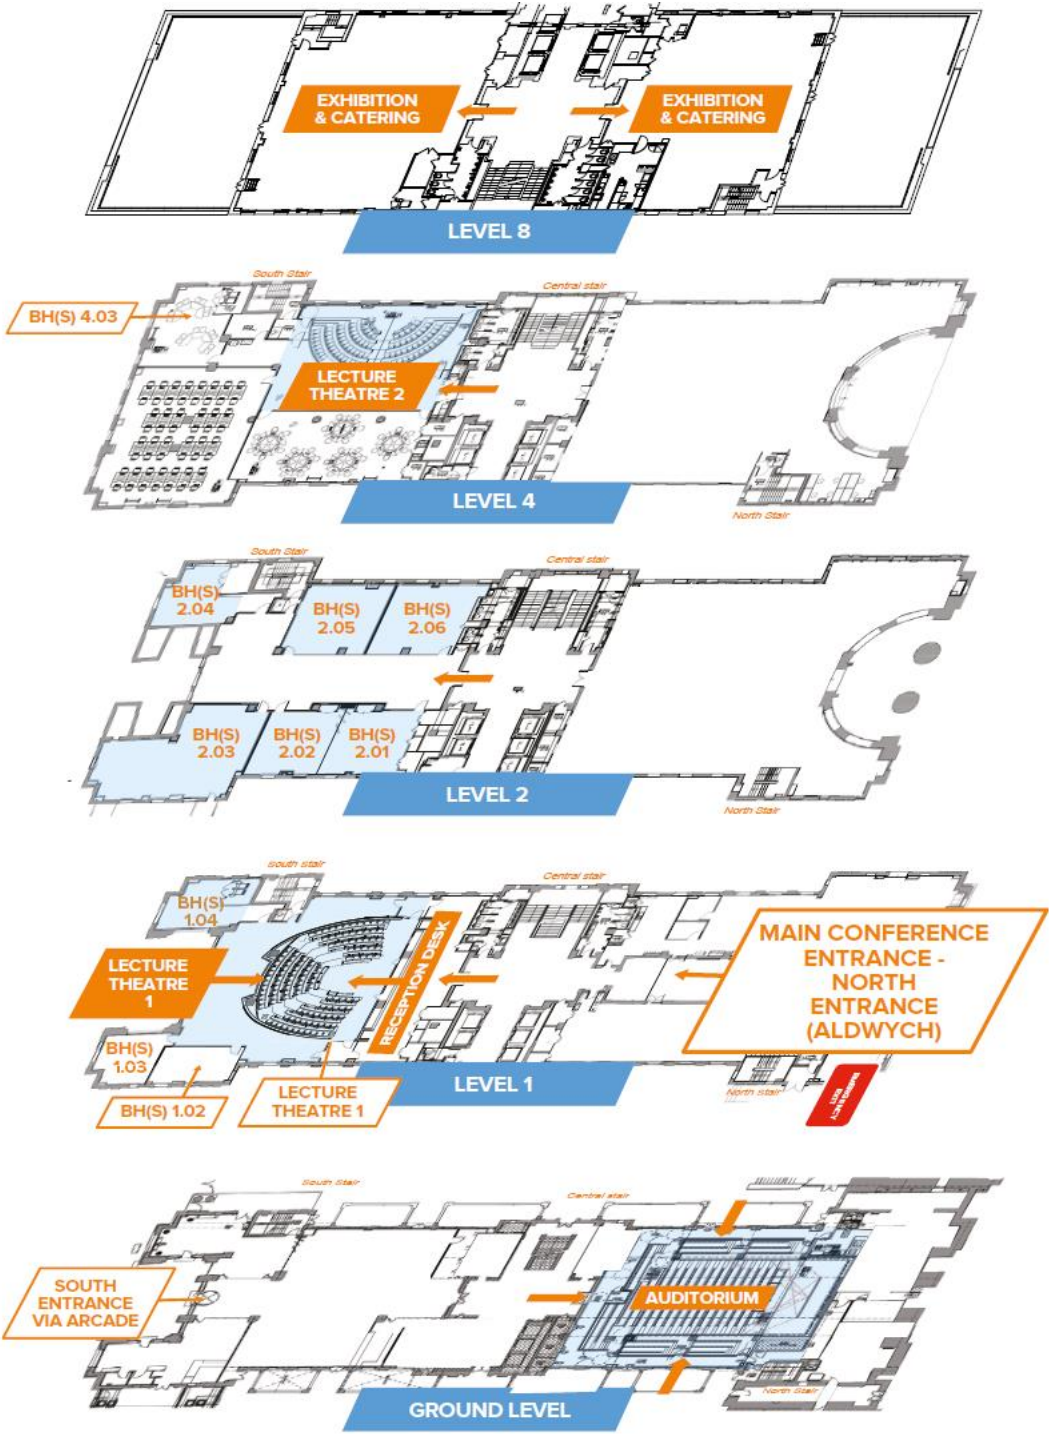 EXHIBITION
& CATERING
EXHIBITION
& CATERING
LEVEL 8
South Stair
Central stair
BH(S) 4.03
LECTURE
THEATRE 2
LEVEL 4
North Stair
South Stair
Central stair
BH(S)
2.04
BH(S)
2.05
BH(S)
2.06
BH(S)
2.03
BH(S)
2.02
BH(S)
2.01
LEVEL 2
North Stair
South Stair
Central stair
BH(S)
1.04
LECTURE
THEATRE
1
RECEPTION DESK
MAIN CONFERENCE
ENTRANCE -
NORTH
ENTRANCE
(ALDWYCH)
BH(S)
1.03
BH(S) 1.02
LECTURE
THEATRE 1
LEVEL 1
North stair
EMERGENCY
EXIT
South Stair
Central stair
SOUTH
ENTRANCE
VIA ARCADE
AUDITORIUM
North Stair
GROUND LEVEL